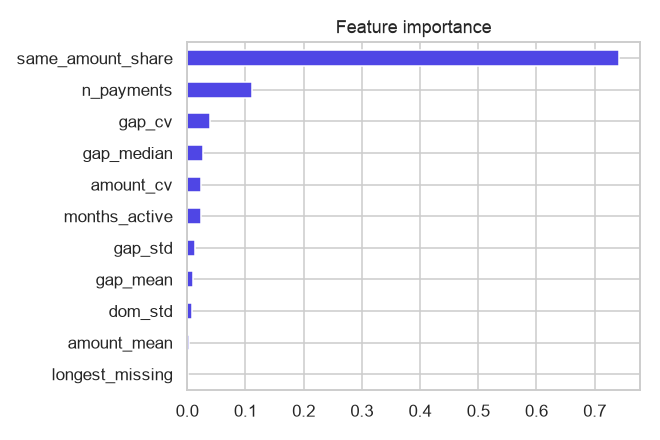 Feature importance
same_amount_share
n_payments
gap_cv
gap_median
amount_cv
months_active
gap_std
gap_mean
dom_std
amount_mean
longest_missing
0.0 0.1 0.2 0.3 0.4 0.5 0.6 0.7